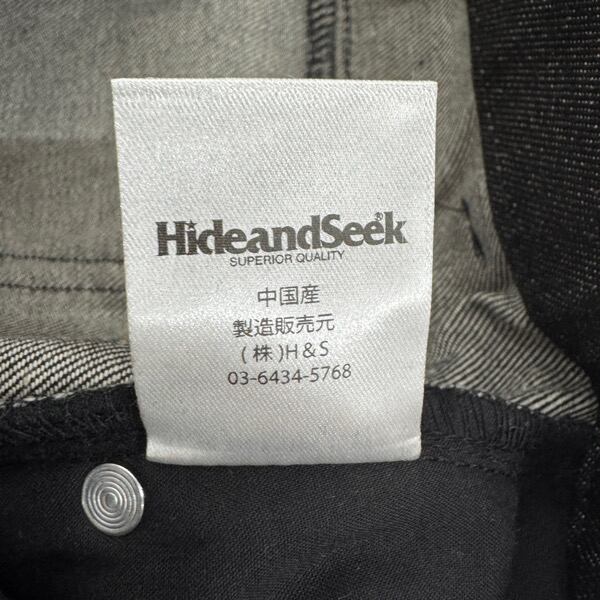 HideandSeek
SUPERIOR QUALITY
中国産
製造販売元
(株)H&S
03-6434-5768